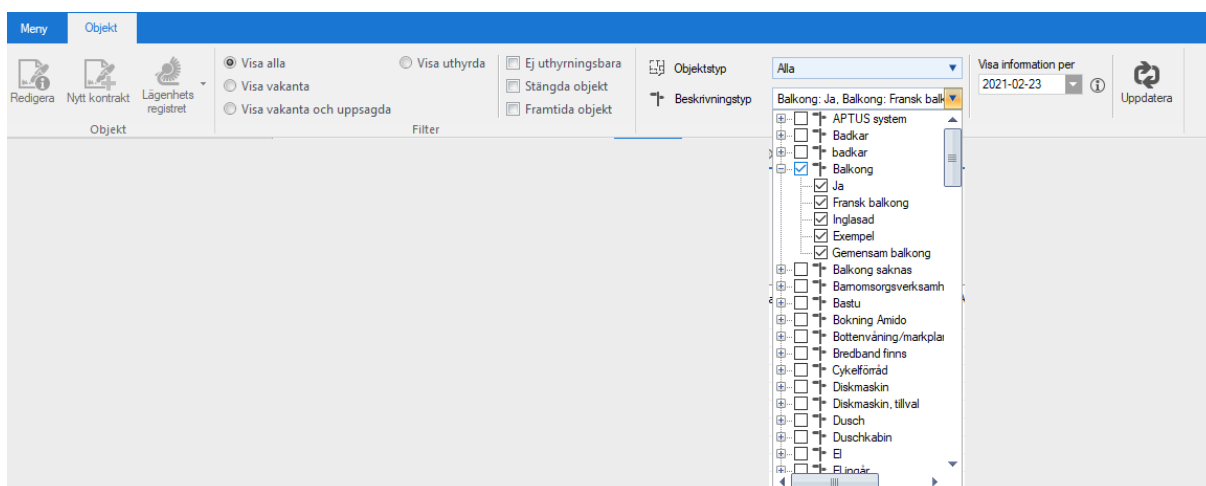 Meny Objekt
Redigera
Nytt kontrakt
Lägenhets
registret
Objekt
Visa alla
Visa uthyrda
Visa vakanta
Visa vakanta och uppsagda
Ej uthyrningsbara
Stängda objekt
Framtida objekt
Filter
Objektstyp
Alla
Beskrivningstyp
Balkong: Ja, Balkong: Fransk balk
Visa information per
2021-02-23
Uppdatera
APTUS system
Badkar
badkar
Balkong
Ja
Fransk balkong
Inglasad
Exempel
Gemensam balkong
Balkong saknas
Barnomsorgsverksamh
Bastu
Bokning Amido
Bottenvåning/markplan
Bredband finns
Cykelförråd
Diskmaskin
Diskmaskin, tillval
Dusch
Duschkabin
El
El ingår